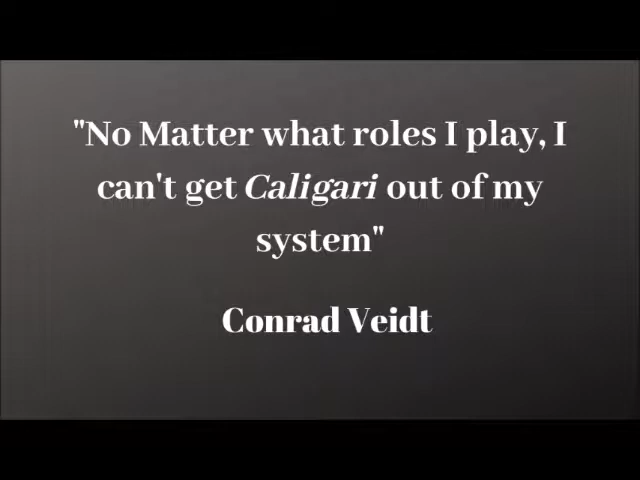 "No Matter what roles I play, I
can't get Caligari out of my
system"
Conrad Veidt